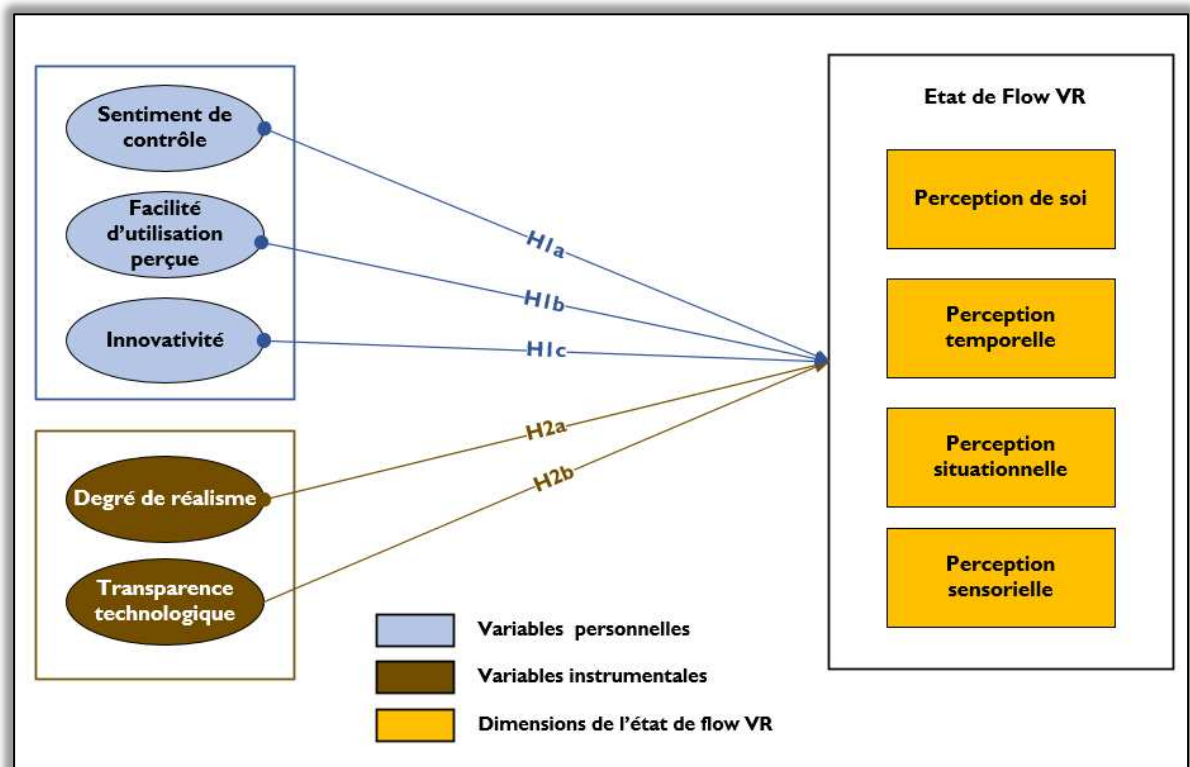 Sentiment de
contrôle
Facilité
d'utilisation
perçue
Innovativité
Degré de réalisme
Transparence
technologique
H1a
H1b
H1c
H2a
H2b
Etat de Flow VR
Perception de soi
Perception
temporelle
Perception
situationnelle
Perception
sensorielle
Variables personnelles
Variables instrumentales
Dimensions de l'état de flow VR